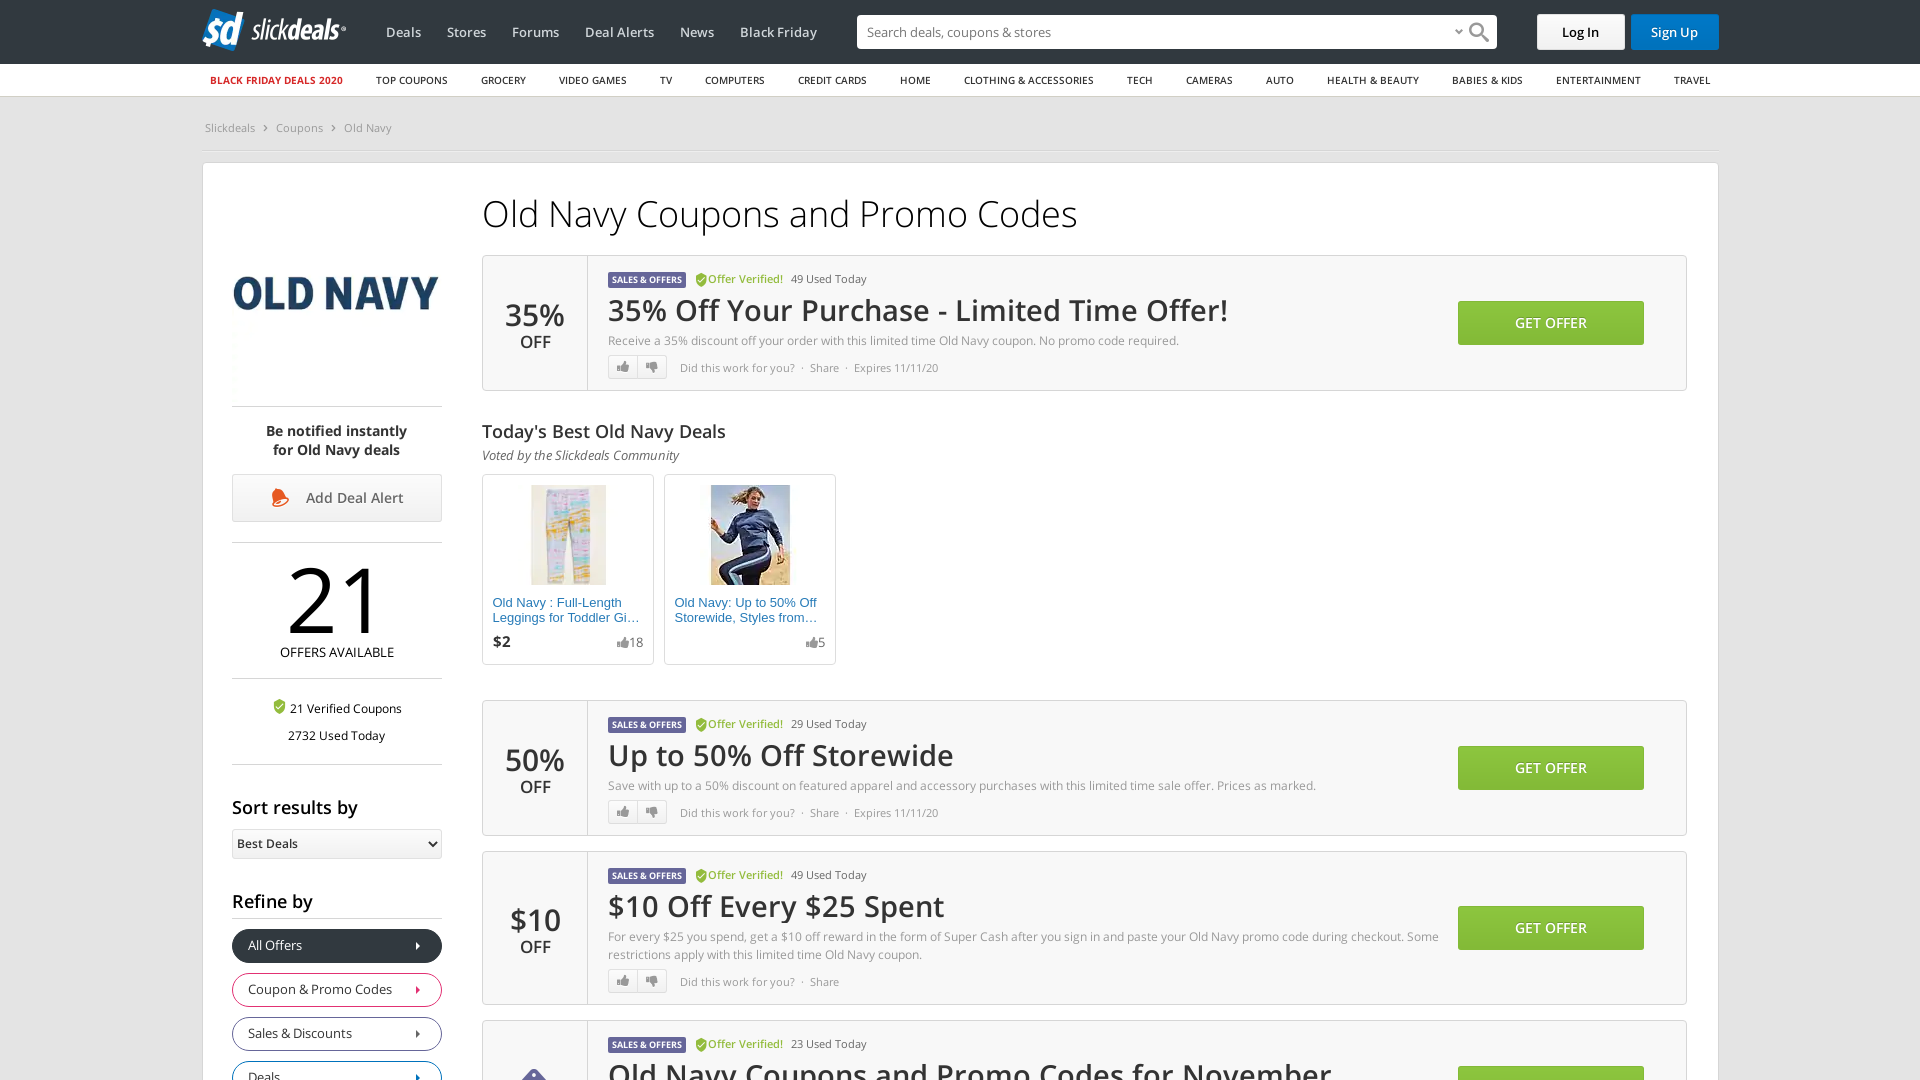 sd slickdeals
Deals
Stores
Forums
Deal Alerts
News
Black Friday
Search deals, coupons & stores
Log In
Sign Up
BLACK FRIDAY DEALS 2020
TOP COUPONS
GROCERY
VIDEO GAMES
TV
COMPUTERS
CREDIT CARDS
HOME
CLOTHING & ACCESSORIES
TECH
CAMERAS
AUTO
HEALTH & BEAUTY
BABIES & KIDS
ENTERTAINMENT
TRAVEL
Slickdeals › Coupons › Old Navy
OLD NAVY
Be notified instantly
for Old Navy deals
Add Deal Alert
21
OFFERS AVAILABLE
21 Verified Coupons
2732 Used Today
Sort results by
Best Deals
Refine by
All Offers
Coupon & Promo Codes
Sales & Discounts
Deals
Old Navy Coupons and Promo Codes
35%
OFF
SALES & OFFERS Offer Verified! 49 Used Today
35% Off Your Purchase - Limited Time Offer!
Receive a 35% discount off your order with this limited time Old Navy coupon. No promo code required.
Did this work for you? · Share · Expires 11/11/20
GET OFFER
Today's Best Old Navy Deals
Voted by the Slickdeals Community
Old Navy : Full-Length
Leggings for Toddler Gi…
$2
18
Old Navy: Up to 50% Off
Storewide, Styles from…
5
50%
OFF
SALES & OFFERS Offer Verified! 29 Used Today
Up to 50% Off Storewide
Save with up to a 50% discount on featured apparel and accessory purchases with this limited time sale offer. Prices as marked.
Did this work for you? · Share · Expires 11/11/20
GET OFFER
$10
OFF
SALES & OFFERS Offer Verified! 49 Used Today
$10 Off Every $25 Spent
For every $25 you spend, get a $10 off reward in the form of Super Cash after you sign in and paste your Old Navy promo code during checkout. Some
restrictions apply with this limited time Old Navy coupon.
Did this work for you? · Share
GET OFFER
SALES & OFFERS Offer Verified! 23 Used Today
Old Navy Coupons and Promo Codes for November